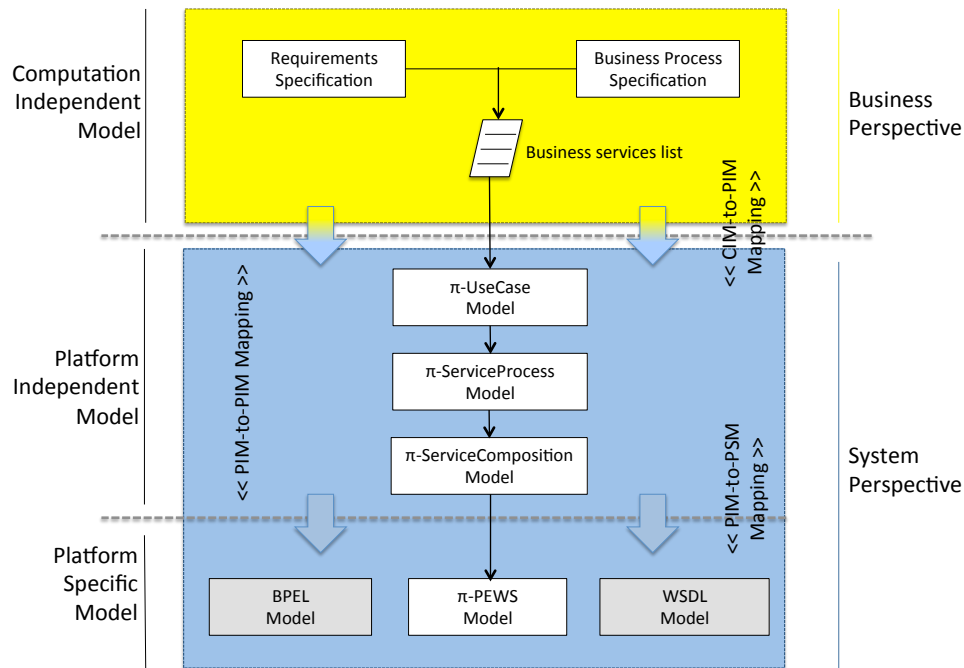 Computation
Independent
Model
Requirements
Specification
Business Process
Specification
Business services list
Business
Perspective
<< CIM-to-PIM
Mapping >>
Platform
Independent
Model
<< PIM-to-PIM Mapping >>
π-UseCase
Model
π-ServiceProcess
Model
π-ServiceComposition
Model
<< PIM-to-PSM
Mapping >>
System
Perspective
Platform
Specific
Model
BPEL
Model
π-PEWS
Model
WSDL
Model